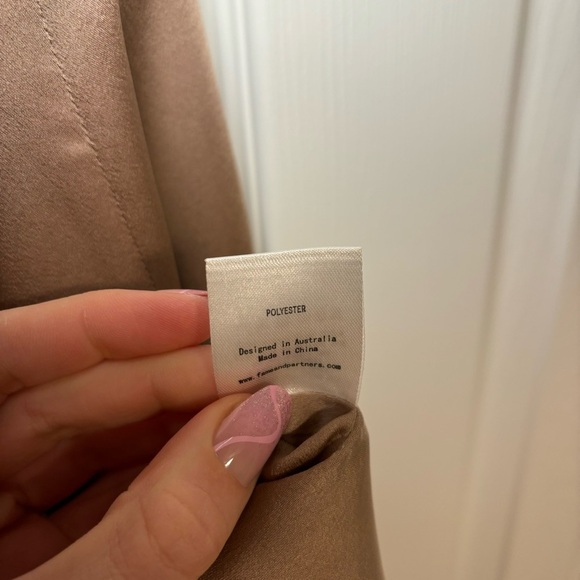 POLYESTER
Designed in Australia
Made in China
www.fameandpartners.com